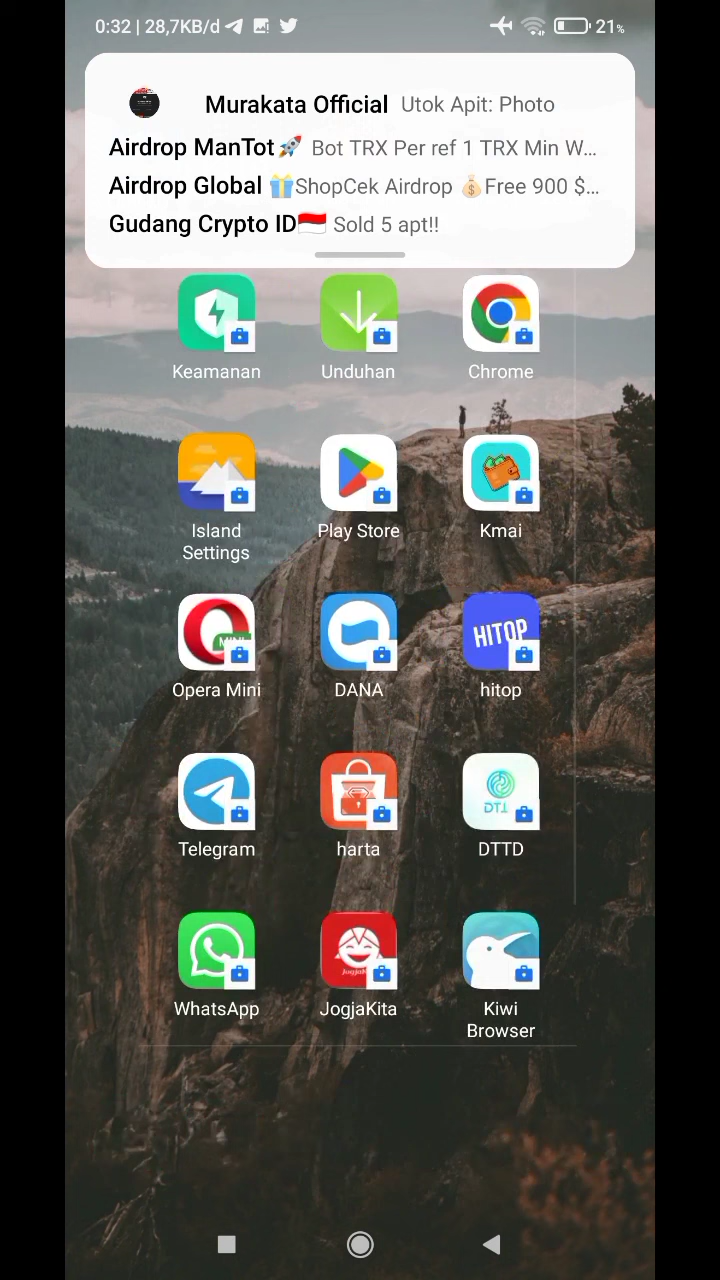 0:32 | 28,7KB/d 21%
Murakata Official Utok Apit: Photo
Airdrop ManTot🚀 Bot TRX Per ref 1 TRX Min W...
Airdrop Global 🎁ShopCek Airdrop 💰Free 900 $...
Gudang Crypto ID🇮🇩 Sold 5 apt!!
Keamanan Unduhan Chrome
Island Settings Play Store Kmai
MINI HITOP
Opera Mini DANA hitop
Telegram harta DTTD
WhatsApp JogjaKita Kiwi Browser